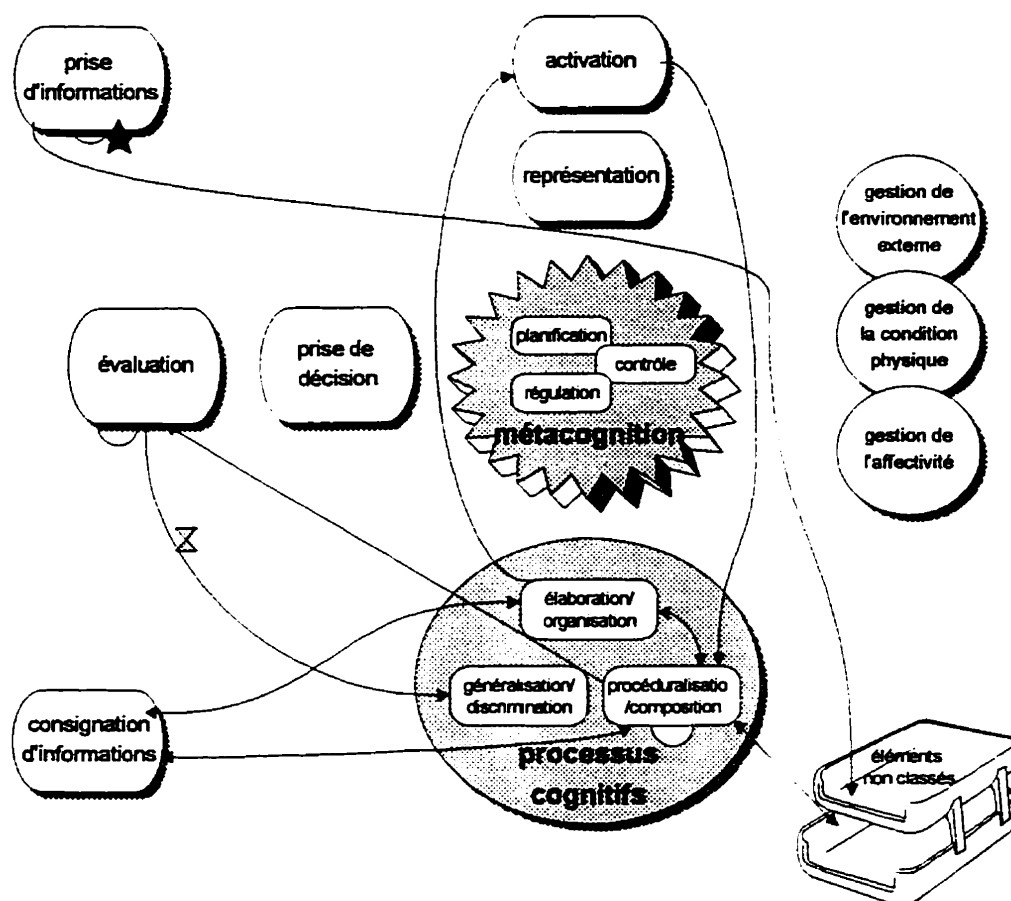 prise
d'informations
activation
représentation
gestion de
l'environnement
externe
gestion de
la condition
physique
gestion de
l'affectivité
évaluation
prise de
décision
planification
contrôle
régulation
métacognition
élaboration/
organisation
généralisation/
discrimination
procéduralisatio
/composition
processus
cognitifs
consignation
d'informations
éléments
non classés